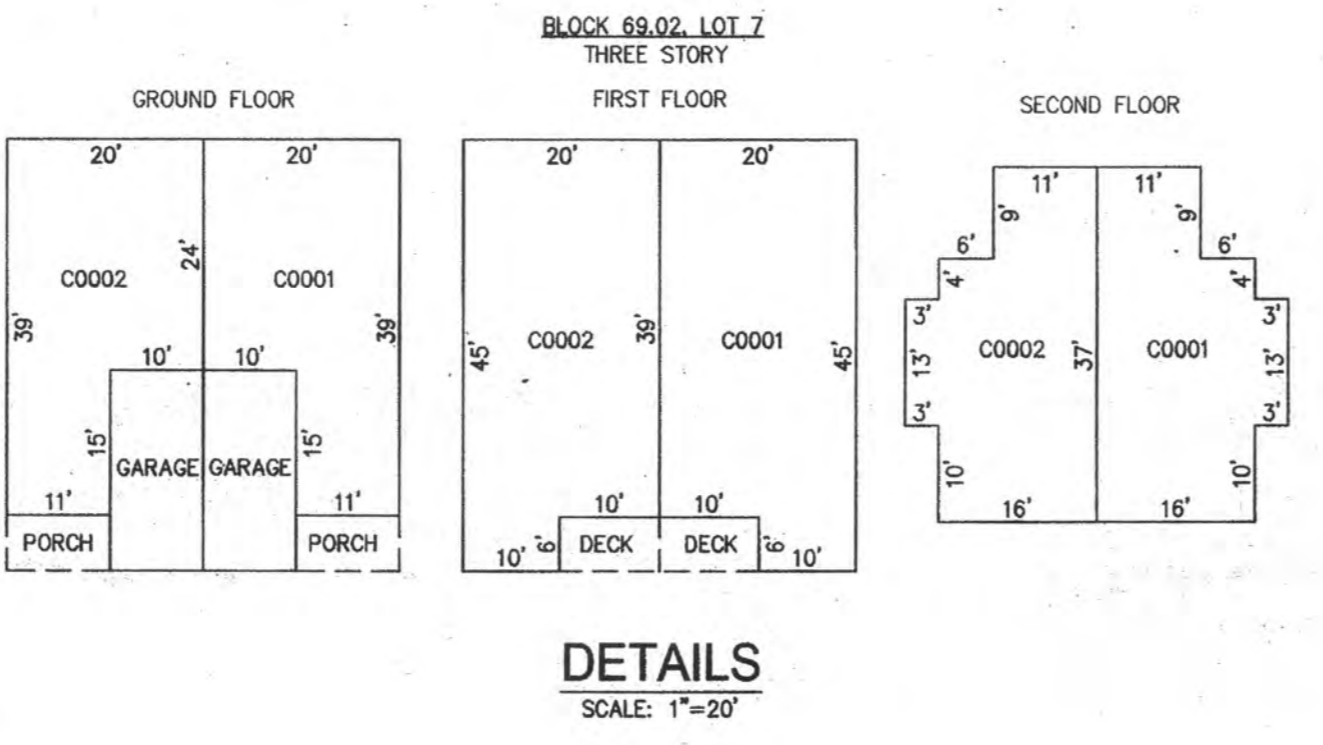 BLOCK 69.02, LOT 7
THREE STORY
GROUND FLOOR
20' 20'
24'
C0002 C0001
39' 39'
10' 10'
15' 15'
GARAGE GARAGE
11' 11'
PORCH PORCH
FIRST FLOOR
20' 20'
C0002 39' C0001
45' 45'
10' 10'
6' DECK DECK 6'
10' 10'
SECOND FLOOR
11' 11'
9' 9'
6' 6'
4' 4'
3' 3'
C0002 C0001
13' 37' 13'
3' 3'
10' 10'
16' 16'
DETAILS
SCALE: 1"=20'